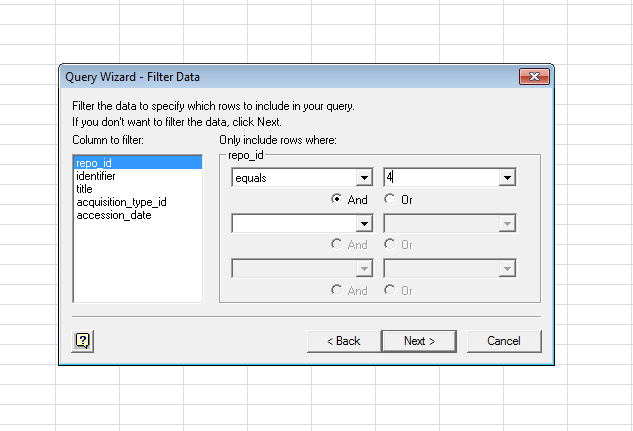 Query Wizard - Filter Data
Filter the data to specify which rows to include in your query.
If you don't want to filter the data, click Next.
Column to filter:
Only include rows where:
repo_id
identifier
title
acquisition_type_id
accession_date
repo_id
equals
4
And
Or
And
Or
And
Or
?
< Back
Next >
Cancel